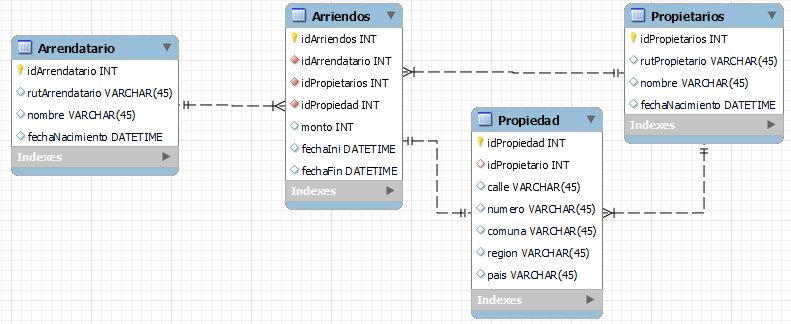 Arrendatario
idArrendatario INT
rutArrendatario VARCHAR(45)
nombre VARCHAR(45)
fechaNacimiento DATETIME
Indexes
Arriendos
idArriendos INT
idArrendatario INT
idPropietarios INT
idPropiedad INT
monto INT
fechaIni DATETIME
fechaFin DATETIME
Indexes
Propiedad
idPropiedad INT
idPropietario INT
calle VARCHAR(45)
numero VARCHAR(45)
comuna VARCHAR(45)
region VARCHAR(45)
pais VARCHAR(45)
Indexes
Propietarios
idPropietarios INT
rutPropietario VARCHAR(45)
nombre VARCHAR(45)
fechaNacimiento DATETIME
Indexes